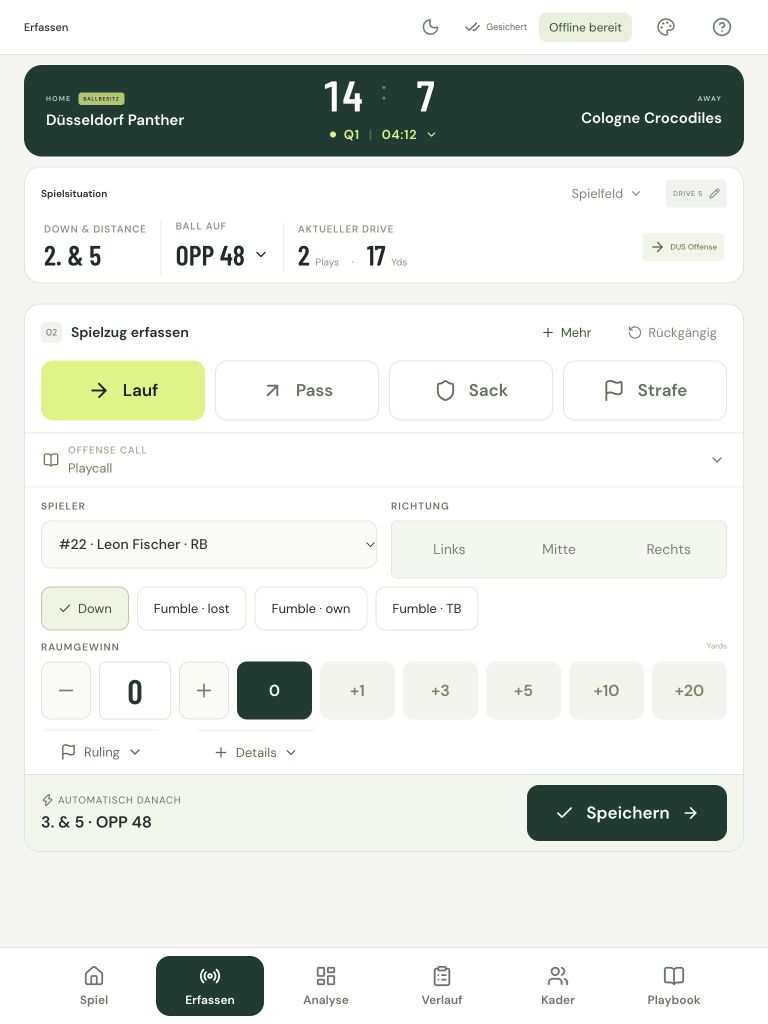 Erfassen
Gesichert
Offline bereit
HOME BALLBESITZ
Düsseldorf Panther
14 : 7
Q1 | 04:12
AWAY
Cologne Crocodiles
Spielsituation
Spielfeld
DRIVE 5
DOWN & DISTANCE
2. & 5
BALL AUF
OPP 48
AKTUELLER DRIVE
2 Plays · 17 Yds
DUS Offense
02 Spielzug erfassen
Mehr
Rückgängig
Lauf
Pass
Sack
Strafe
OFFENSE CALL
Playcall
SPIELER
#22 · Leon Fischer · RB
RICHTUNG
Links Mitte Rechts
Down
Fumble · lost
Fumble · own
Fumble · TB
RAUMGEWINN
Yards
− 0 + 0 +1 +3 +5 +10 +20
Ruling
+ Details
AUTOMATISCH DANACH
3. & 5 · OPP 48
Speichern
Spiel
Erfassen
Analyse
Verlauf
Kader
Playbook